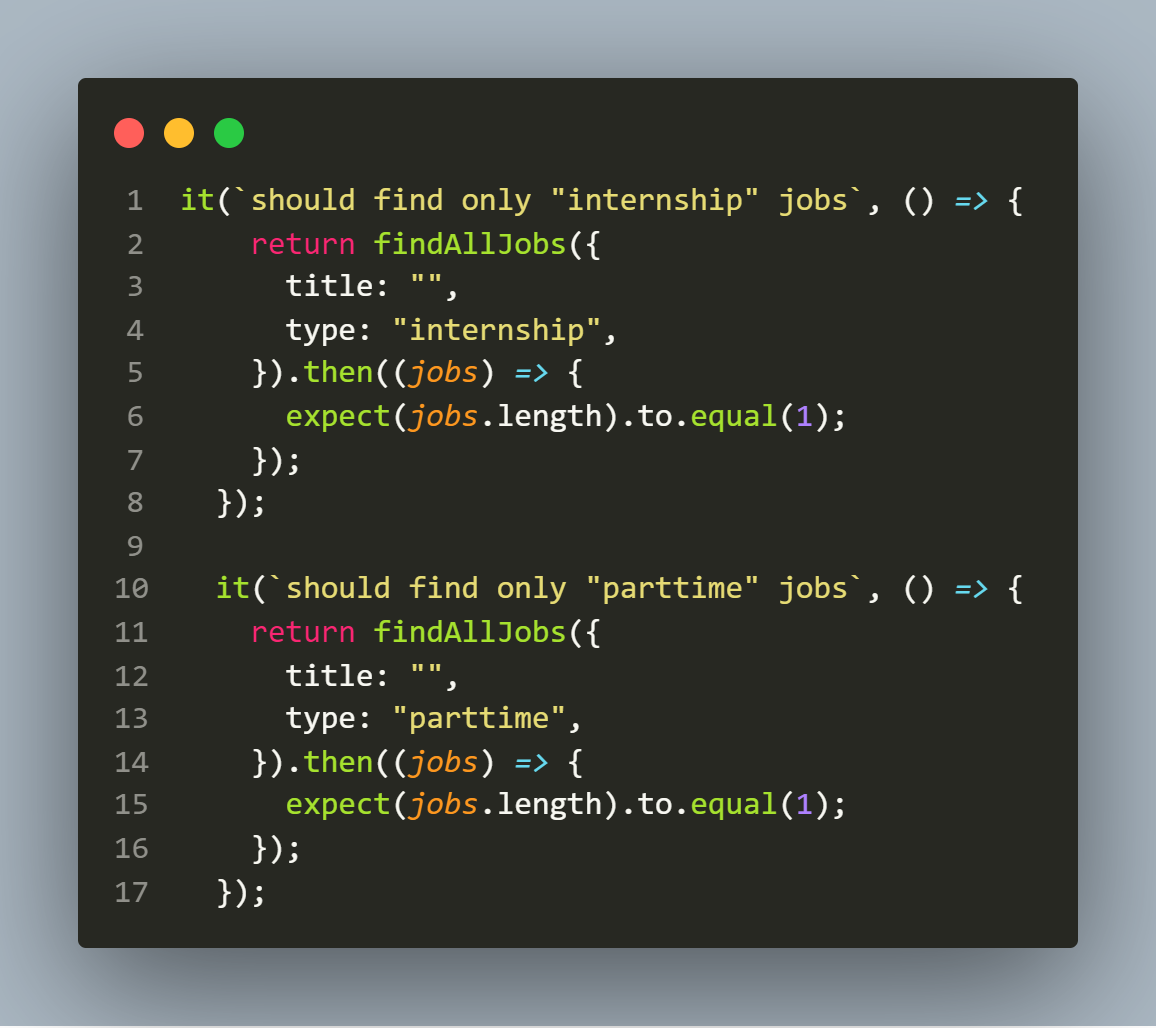 1 it(`should find only "internship" jobs`, () => {
2     return findAllJobs({
3       title: "",
4       type: "internship",
5     }).then((jobs) => {
6       expect(jobs.length).to.equal(1);
7     });
8   });
9
10   it(`should find only "parttime" jobs`, () => {
11     return findAllJobs({
12       title: "",
13       type: "parttime",
14     }).then((jobs) => {
15       expect(jobs.length).to.equal(1);
16     });
17   });